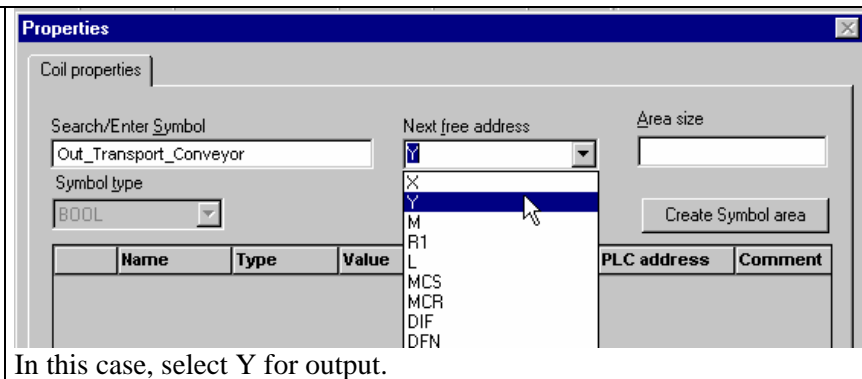 Properties
Coil properties
Search/Enter Symbol
Next free address
Area size
Out_Transport_Conveyor
Y
Symbol type
X
BOOL
Y
Create Symbol area
M
R1
Name Type Value L PLC address Comment
MCS
MCR
DIF
DFN
In this case, select Y for output.